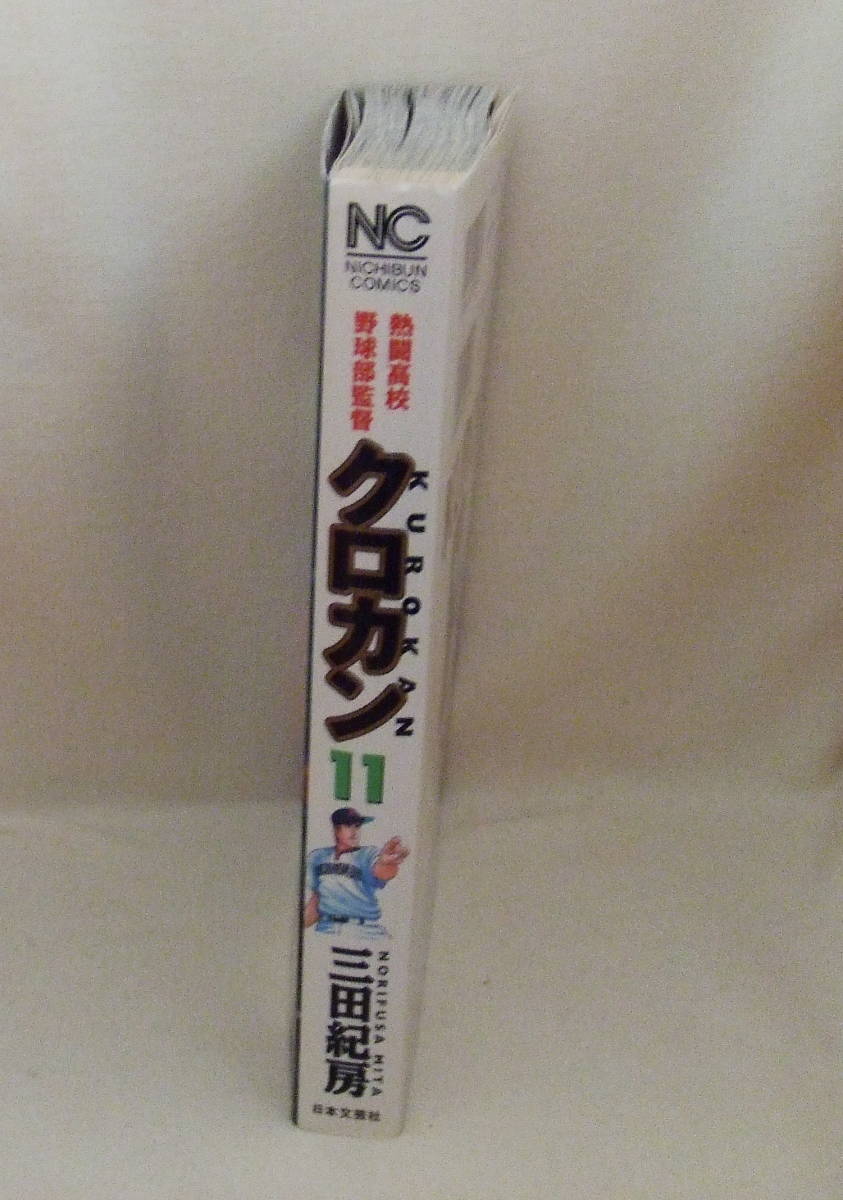 NC
NICHIBUN
COMICS
熱闘高校
野球部監督
クロカン
KUROKAN
11
三田紀房
NORIFUSA MITA
日本文芸社